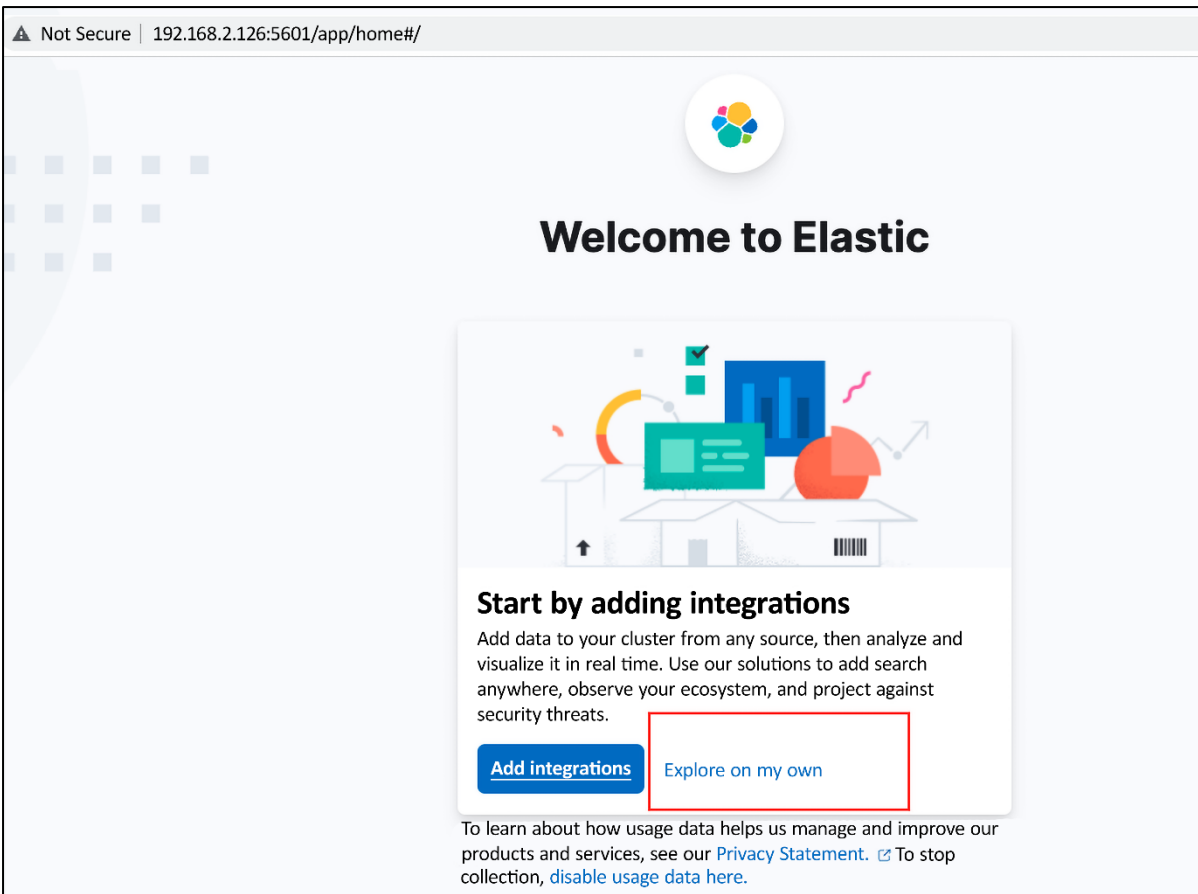 Not Secure | 192.168.2.126:5601/app/home#/
Welcome to Elastic
Start by adding integrations
Add data to your cluster from any source, then analyze and
visualize it in real time. Use our solutions to add search
anywhere, observe your ecosystem, and project against
security threats.
Add integrations
Explore on my own
To learn about how usage data helps us manage and improve our
products and services, see our Privacy Statement. To stop
collection, disable usage data here.